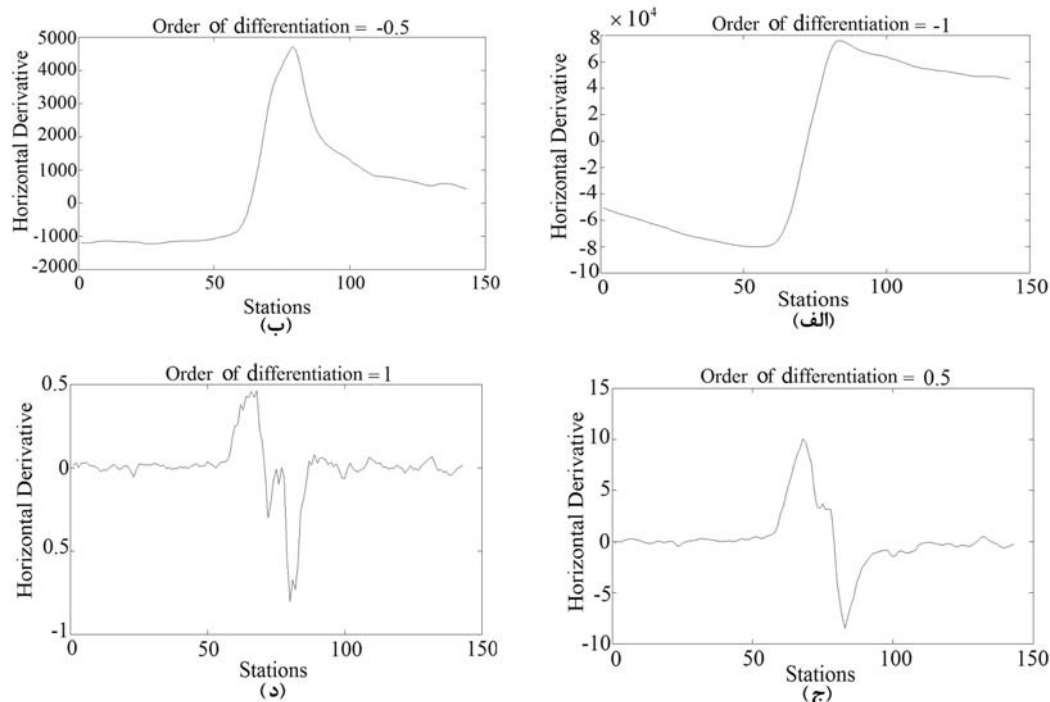 Order of differentiation = -1
× 10⁴
8
6
4
2
0
-2
-4
-6
-8
-10
Horizontal Derivative
0
50
100
150
Stations
(الف)
Order of differentiation = -0.5
5000
4000
3000
2000
1000
0
-1000
-2000
Horizontal Derivative
0
50
100
150
Stations
(ب)
Order of differentiation = 0.5
15
10
5
0
-5
-10
Horizontal Derivative
0
50
100
150
Stations
(ج)
Order of differentiation = 1
0.5
0
0.5
-1
Horizontal Derivative
0
50
100
150
Stations
(د)